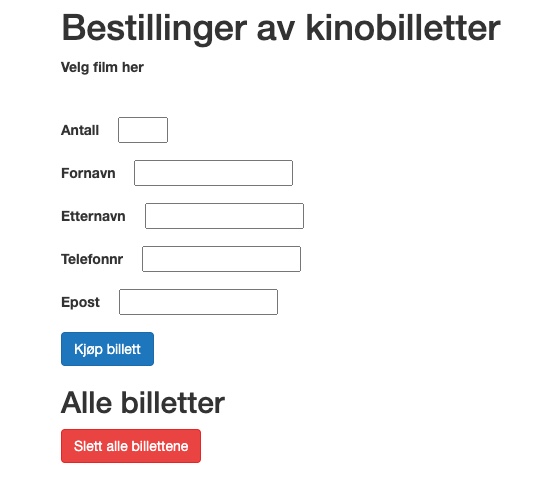 Bestillinger av kinobilletter
Velg film her
Antall
Fornavn
Etternavn
Telefonnr
Epost
Kjøp billett
Alle billetter
Slett alle billettene